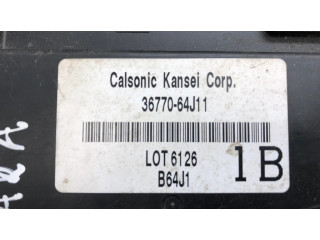 Calsonic Kansei Corp.
36770-64J11
LOT 6126
B64J1
1B